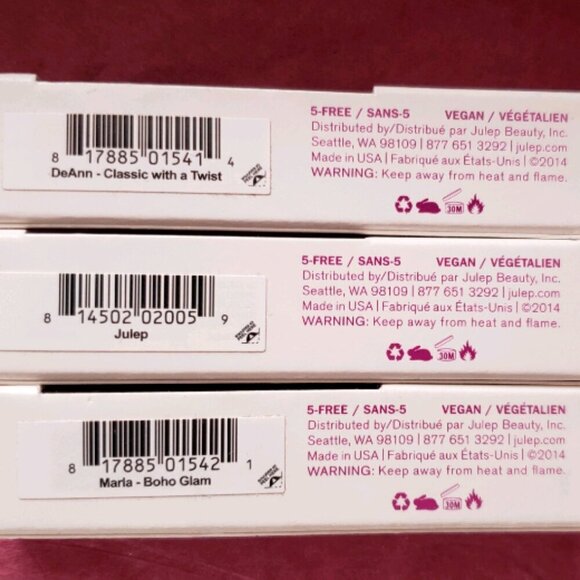 8 17885 01541 4
DeAnn - Classic with a Twist
5-FREE / SANS-5 VEGAN / VÉGÉTALIEN
Distributed by/Distribué par Julep Beauty, Inc.
Seattle, WA 98109 | 877 651 3292 | julep.com
Made in USA | Fabriqué aux États-Unis | ©2014
WARNING: Keep away from heat and flame.
30M
8 14502 02005 9
Julep
5-FREE / SANS-5 VEGAN / VÉGÉTALIEN
Distributed by/Distribué par Julep Beauty, Inc.
Seattle, WA 98109 | 877 651 3292 | julep.com
Made in USA | Fabriqué aux États-Unis | ©2014
WARNING: Keep away from heat and flame.
30M
8 17885 01542 1
Marla - Boho Glam
5-FREE / SANS-5 VEGAN / VÉGÉTALIEN
Distributed by/Distribué par Julep Beauty, Inc.
Seattle, WA 98109 | 877 651 3292 | julep.com
Made in USA | Fabriqué aux États-Unis | ©2014
WARNING: Keep away from heat and flame.
30M